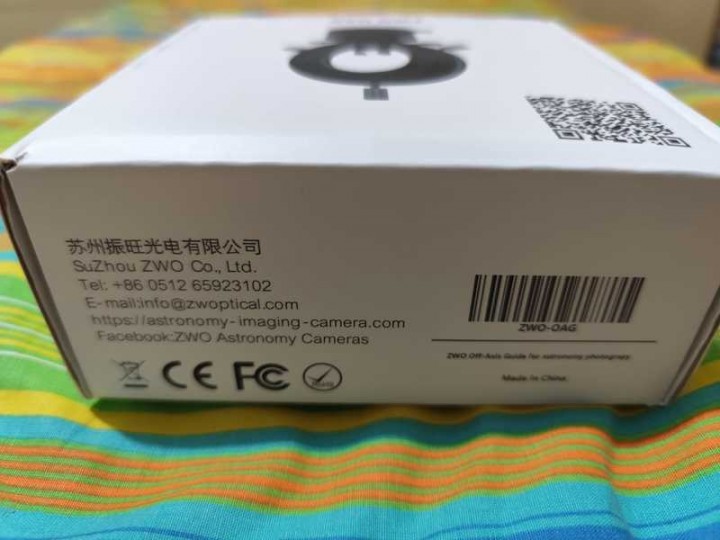 苏州振旺光电有限公司
SuZhou ZWO Co., Ltd.
Tel: +86 0512 65923102
E-mail:info@zwoptical.com
https://astronomy-imaging-camera.com
Facebook:ZWO Astronomy Cameras
CE FC
RoHS
ZWO-OAG
ZWO Off-Axis Guide for astronomy photograpy
Made in China